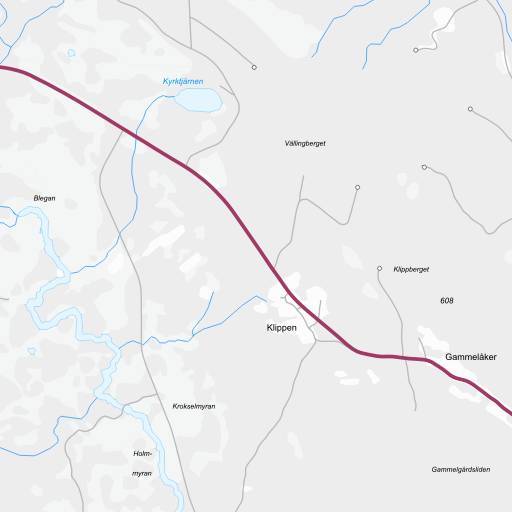 Kyrktjärnen
Vällingberget
Blegan
Klippberget
608
Klippen
Gammelåker
Krokselmyran
Holm-
myran
Gammelgårdsliden